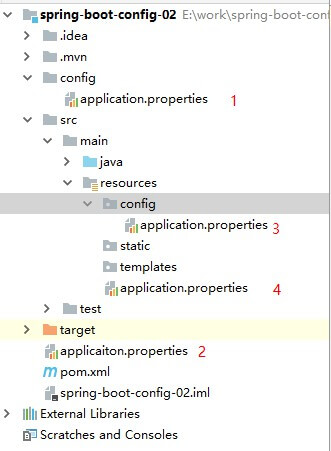 spring-boot-config-02 E:\work\spring-boot-conf
.idea
.mvn
config
application.properties 1
src
main
java
resources
config
application.properties 3
static
templates
application.properties 4
test
target
applicaiton.properties 2
pom.xml
spring-boot-config-02.iml
External Libraries
Scratches and Consoles